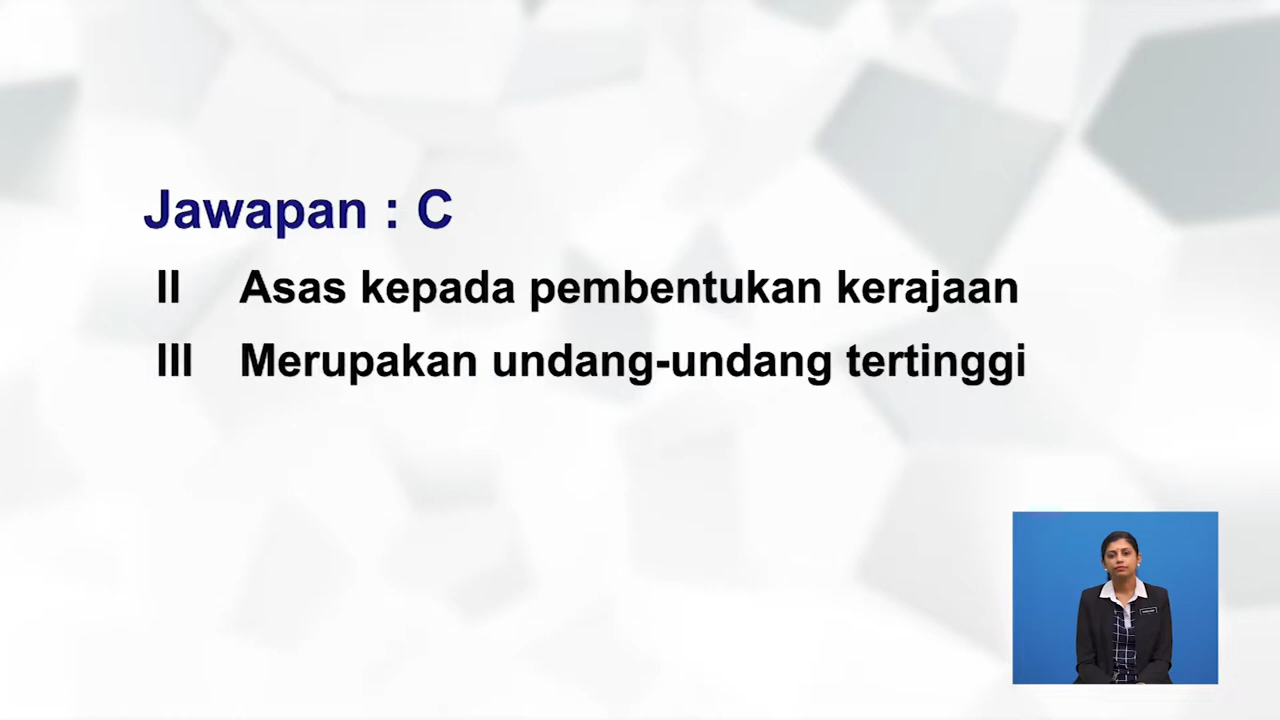 Jawapan : C
II Asas kepada pembentukan kerajaan
III Merupakan undang-undang tertinggi